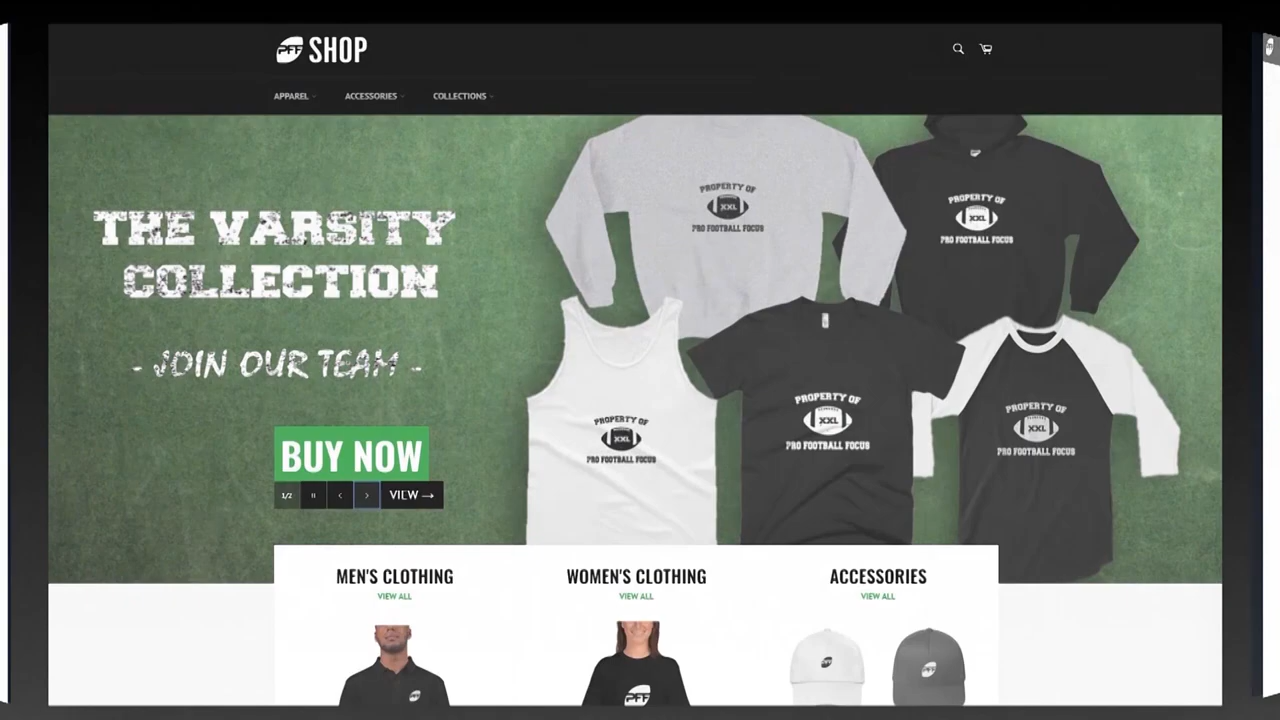 PFF SHOP
APPAREL
ACCESSORIES
COLLECTIONS
THE VARSITY
COLLECTION
- JOIN OUR TEAM -
BUY NOW
1/2
VIEW →
PROPERTY OF
XXL
PRO FOOTBALL FOCUS
PROPERTY OF
XXL
PRO FOOTBALL FOCUS
PROPERTY OF
XXL
PRO FOOTBALL FOCUS
PROPERTY OF
XXL
PRO FOOTBALL FOCUS
PROPERTY OF
XXL
PRO FOOTBALL FOCUS
MEN'S CLOTHING
VIEW ALL
WOMEN'S CLOTHING
VIEW ALL
ACCESSORIES
VIEW ALL
PFF
PFF
PFF
PFF